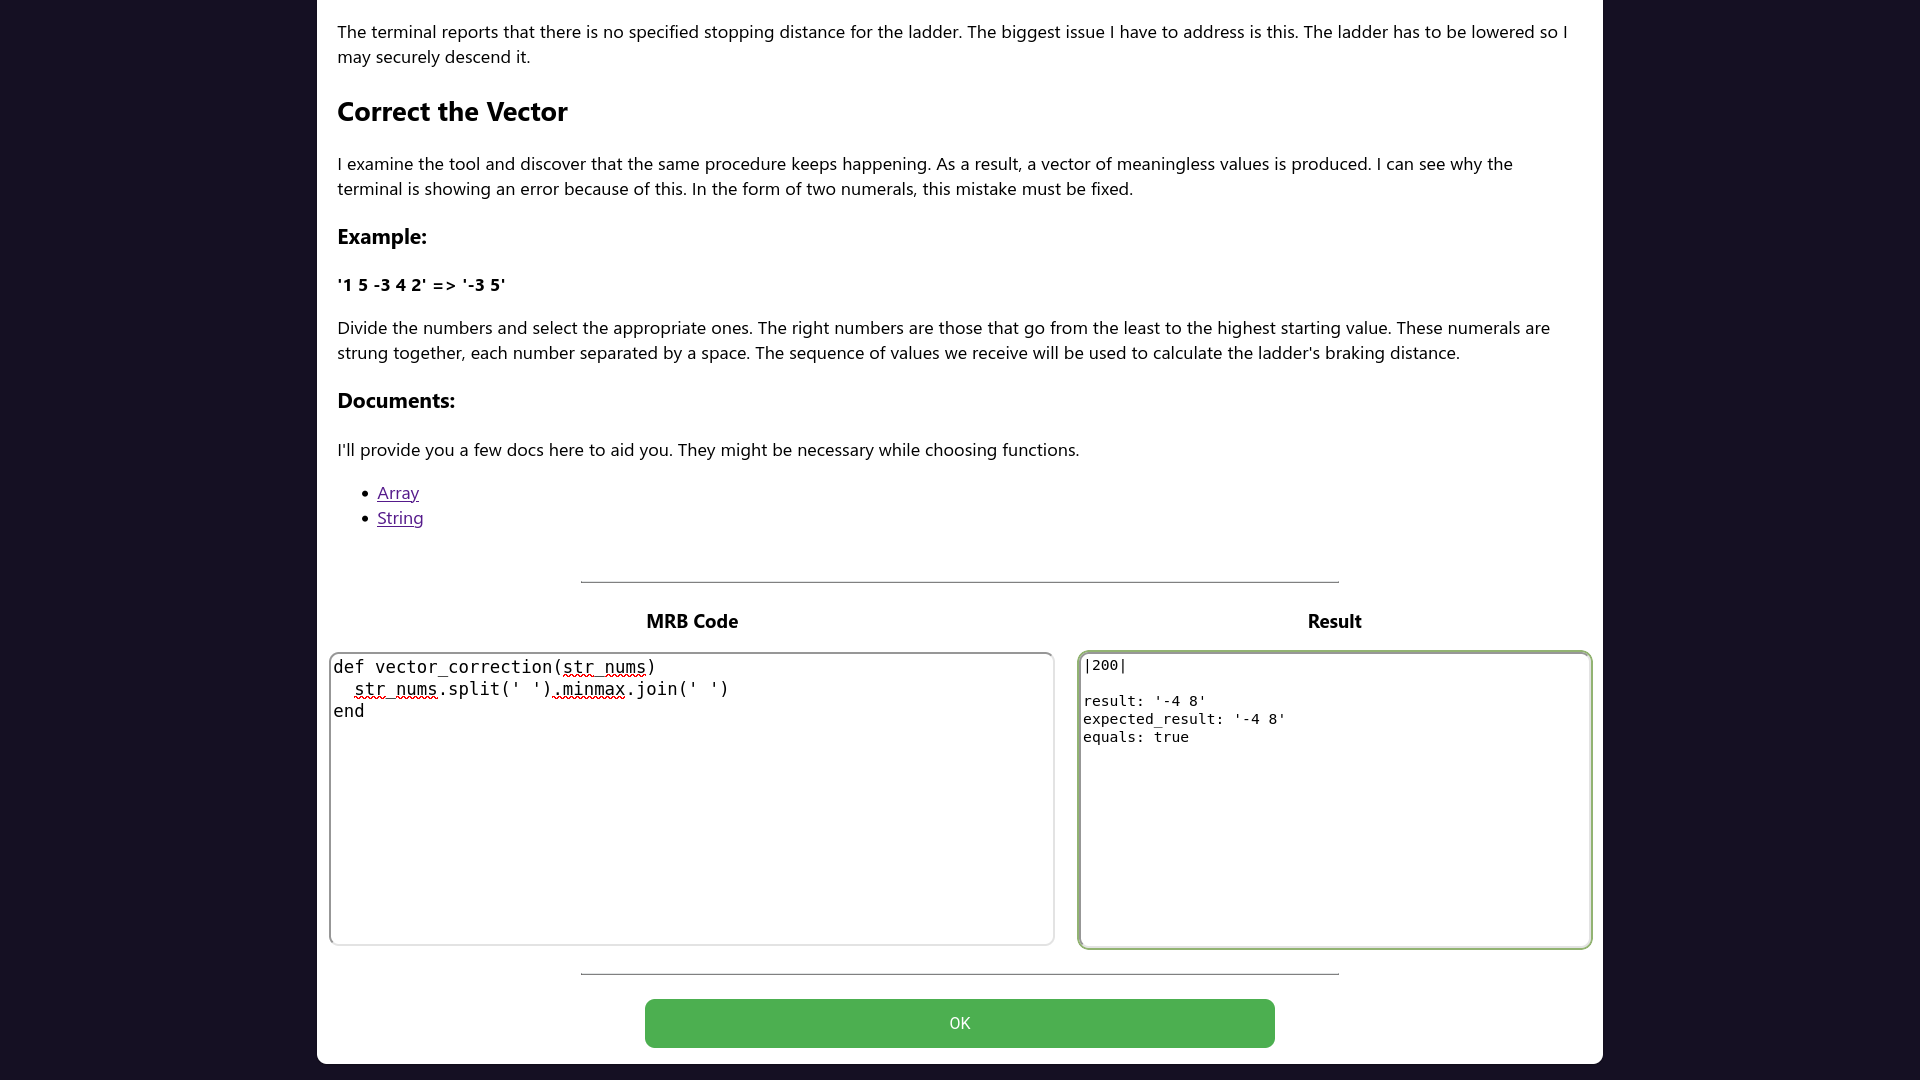 The terminal reports that there is no specified stopping distance for the ladder. The biggest issue I have to address is this. The ladder has to be lowered so I
may securely descend it.
Correct the Vector
I examine the tool and discover that the same procedure keeps happening. As a result, a vector of meaningless values is produced. I can see why the
terminal is showing an error because of this. In the form of two numerals, this mistake must be fixed.
Example:
'1 5 -3 4 2' => '-3 5'
Divide the numbers and select the appropriate ones. The right numbers are those that go from the least to the highest starting value. These numerals are
strung together, each number separated by a space. The sequence of values we receive will be used to calculate the ladder's braking distance.
Documents:
I'll provide you a few docs here to aid you. They might be necessary while choosing functions.
• Array
• String
MRB Code
def vector_correction(str_nums)
  str_nums.split(' ').minmax.join(' ')
end
Result
|200|
result: '-4 8'
expected_result: '-4 8'
equals: true
OK